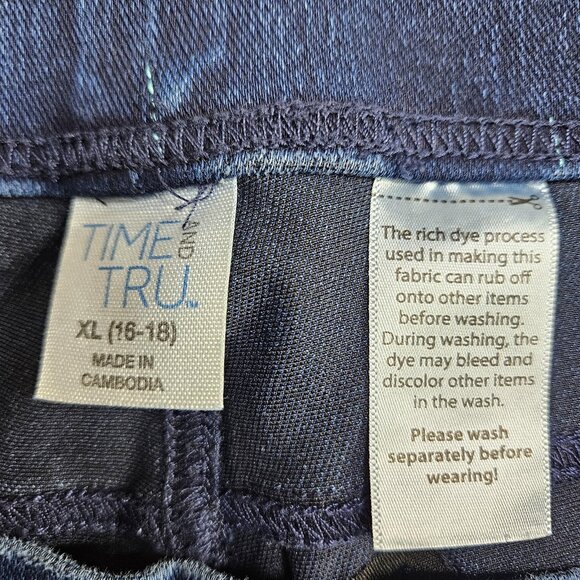 TIME AND
TRU™
XL (16-18)
MADE IN
CAMBODIA
The rich dye process
used in making this
fabric can rub off
onto other items
before washing.
During washing, the
dye may bleed and
discolor other items
in the wash.
Please wash
separately before
wearing!